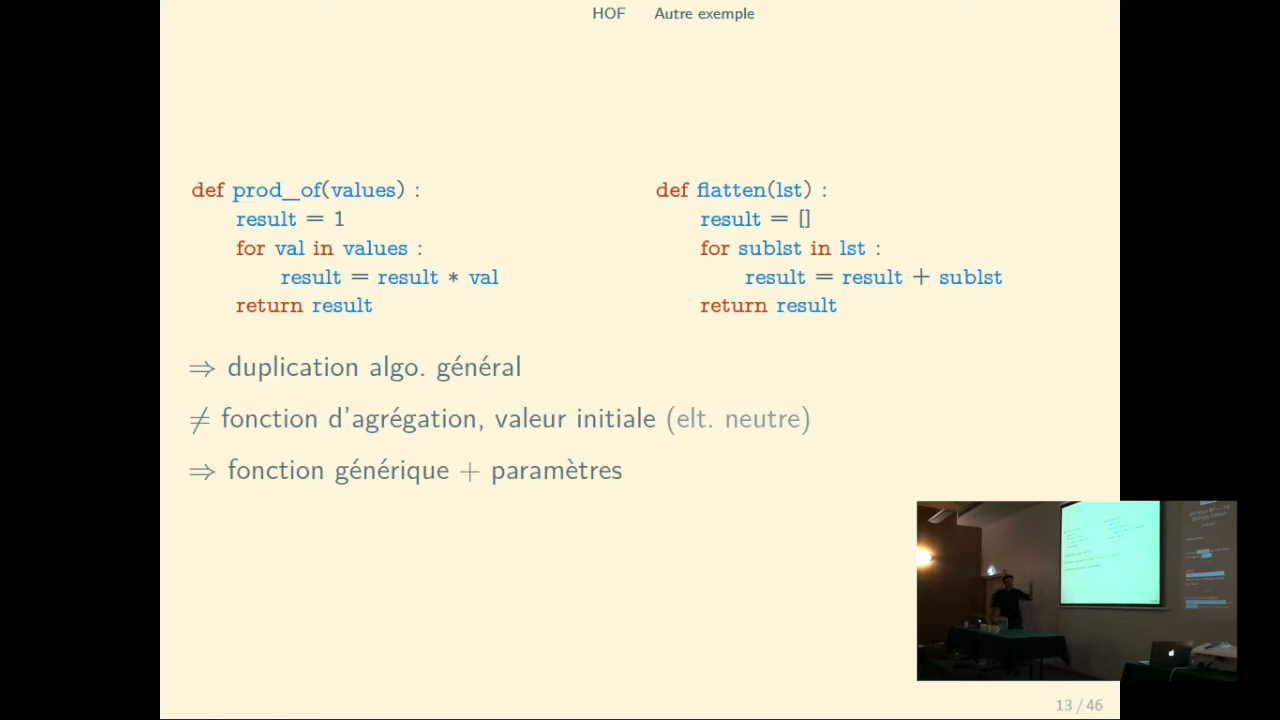 HOF Autre exemple
def prod_of(values) :
result = 1
for val in values :
result = result * val
return result
def flatten(lst) :
result = []
for sublst in lst :
result = result + sublst
return result
⇒ duplication algo. général
≠ fonction d'agrégation, valeur initiale (elt. neutre)
⇒ fonction générique + paramètres
13 / 46